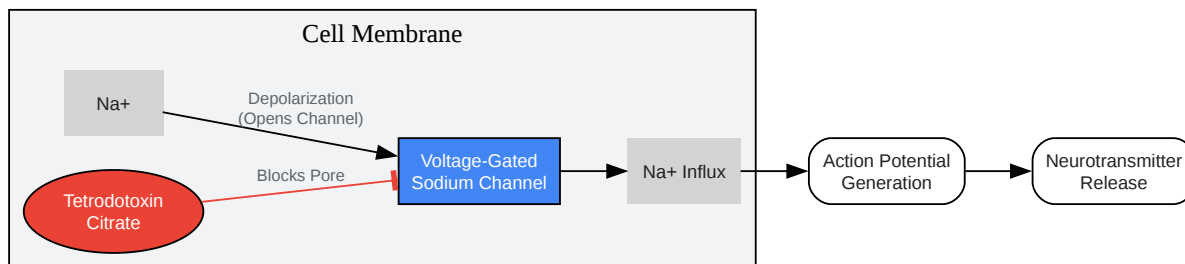 Cell Membrane
Na+
Depolarization
(Opens Channel)
Blocks Pore
Tetrodotoxin
Citrate
Voltage-Gated
Sodium Channel
Na+ Influx
Action Potential
Generation
Neurotransmitter
Release